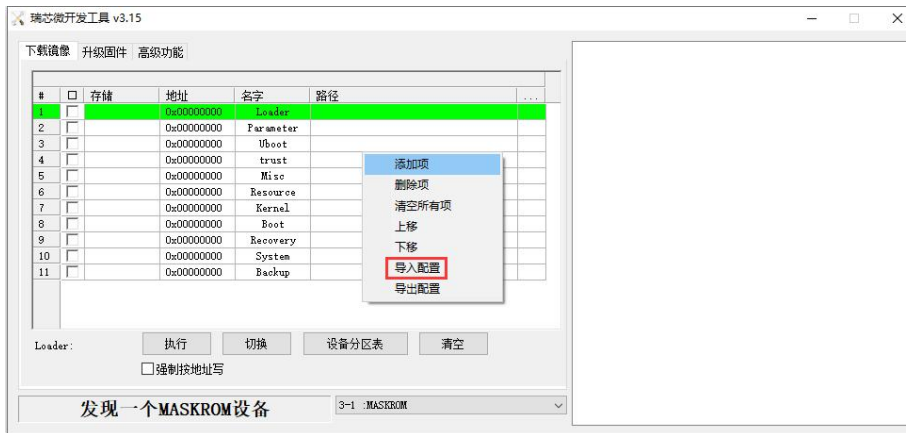 瑞芯微开发工具 v3.15
下载镜像 升级固件 高级功能
# 存储 地址 名字 路径 ...
1 0x00000000 Loader
2 0x00000000 Parameter
3 0x00000000 Uboot
4 0x00000000 trust
5 0x00000000 Misc
6 0x00000000 Resource
7 0x00000000 Kernel
8 0x00000000 Boot
9 0x00000000 Recovery
10 0x00000000 System
11 0x00000000 Backup
添加项
删除项
清空所有项
上移
下移
导入配置
导出配置
Loader: 执行 切换 设备分区表 清空
强制按地址写
发现一个MASKROM设备 3-1 :MASKROM